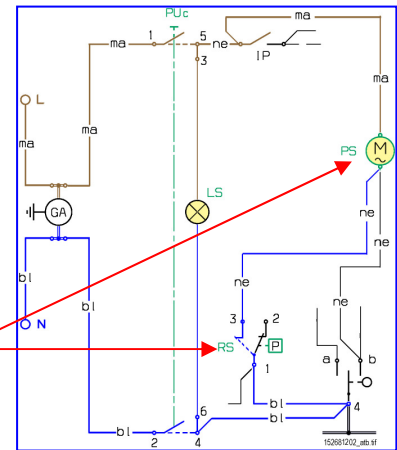 PUc
ma
1
5
ma
ne
3
IP
L
ma
ma
ma
M
~
PS
GA
LS
ne
ne
bl
N
bl
ne
ne
3
2
RS
P
1
a
b
bl
6
bl
4
bl
2
4
152681202_atb.tif